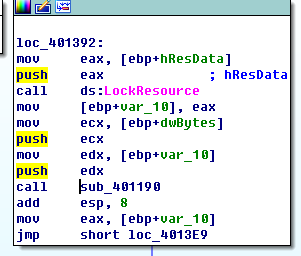 loc_401392:
mov eax, [ebp+hResData]
push eax ; hResData
call ds:LockResource
mov [ebp+var_10], eax
mov ecx, [ebp+dwBytes]
push ecx
mov edx, [ebp+var_10]
push edx
call sub_401190
add esp, 8
mov eax, [ebp+var_10]
jmp short loc_4013E9